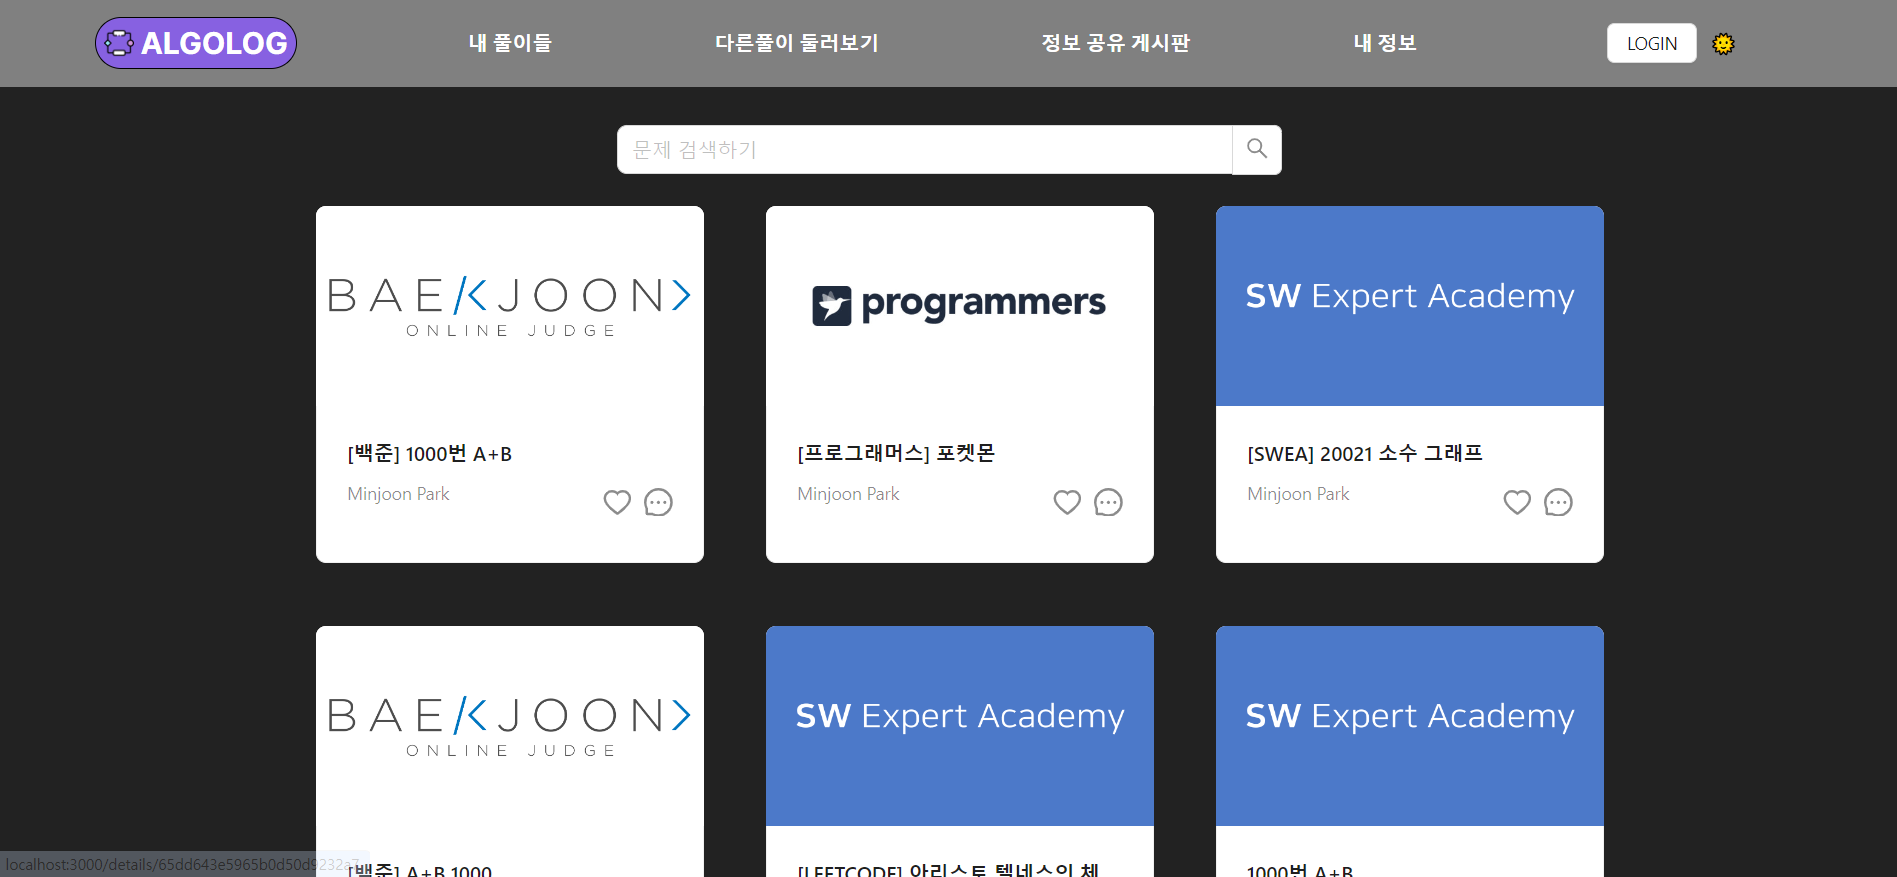 ALGOLOG
내 풀이들
다른풀이 둘러보기
정보 공유 게시판
내 정보
LOGIN
문제 검색하기
BAEKJOON>
ONLINE JUDGE
programmers
SW Expert Academy
[백준] 1000번 A+B
Minjoon Park
[프로그래머스] 포켓몬
Minjoon Park
[SWEA] 20021 소수 그래프
Minjoon Park
BAEKJOON>
ONLINE JUDGE
SW Expert Academy
SW Expert Academy
[백준] A+B 1000
[LEETCODE] 아리스토 텔네스의 체
1000번 A+B
localhost:3000/details/65dd643e5965b0d50d9232a7